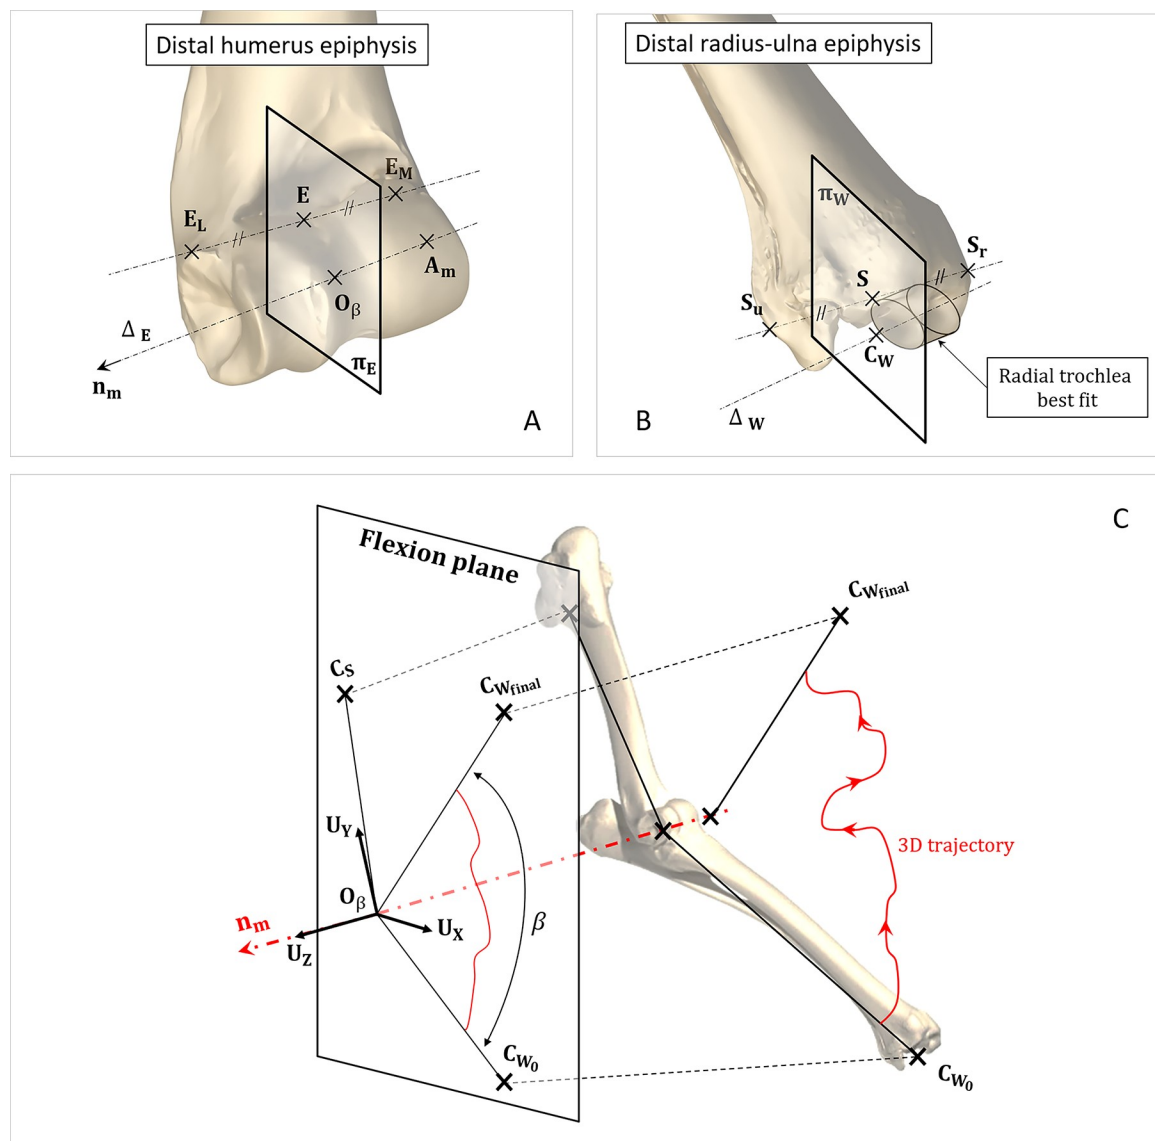 Distal humerus epiphysis
E_M
E
E_L
A_m
O_β
Δ_E
π_E
n_m
A
Distal radius-ulna epiphysis
π_W
S_r
S
S_u
C_W
Radial trochlea
best fit
Δ_W
B
C
Flexion plane
C_Wfinal
C_S
C_Wfinal
U_Y
3D trajectory
O_β
n_m
U_X
β
U_Z
C_W0
C_W0